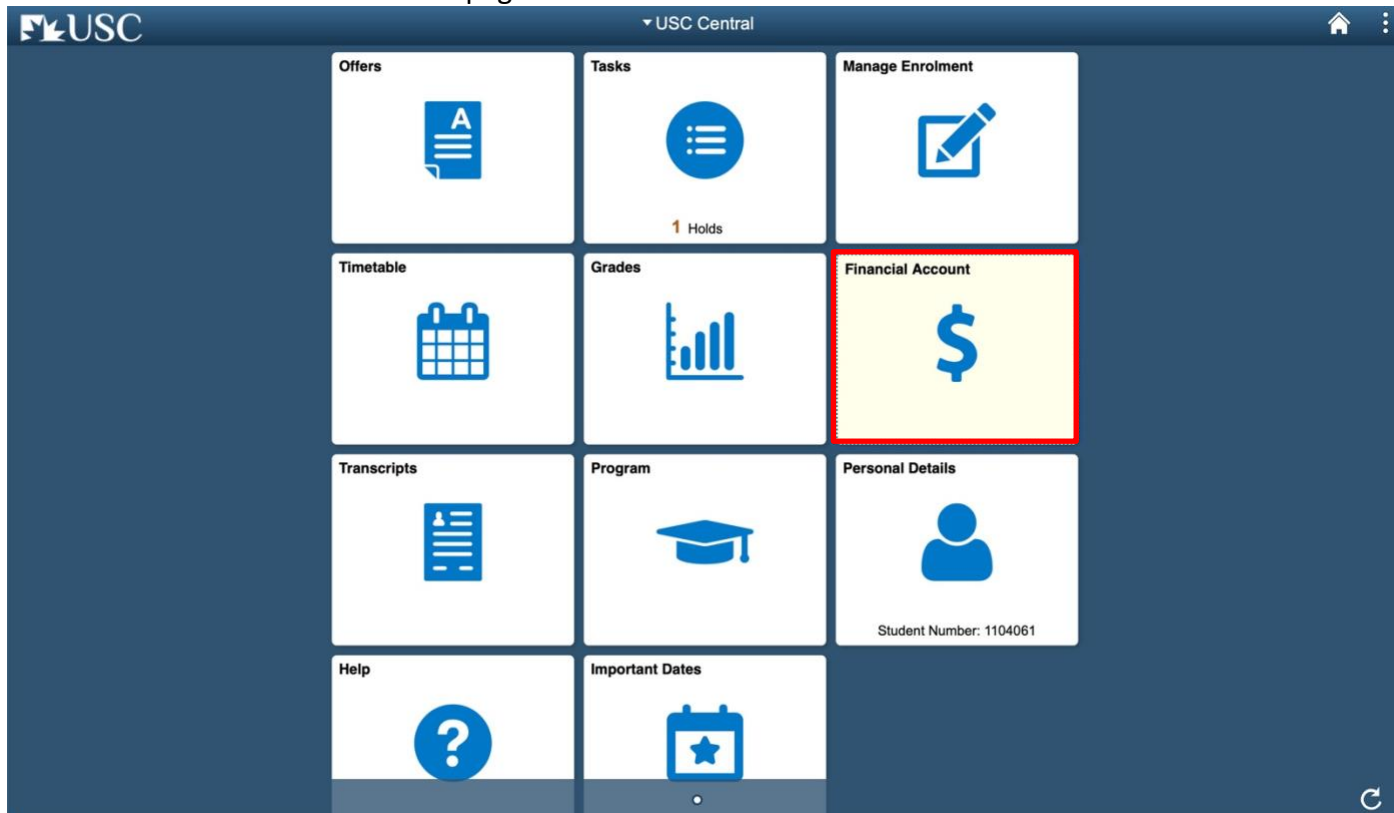 USC
USC Central
Offers
Tasks
Manage Enrolment
A
1 Holds
Timetable
Grades
Financial Account
$
Transcripts
Program
Personal Details
Student Number: 1104061
Help
Important Dates
?